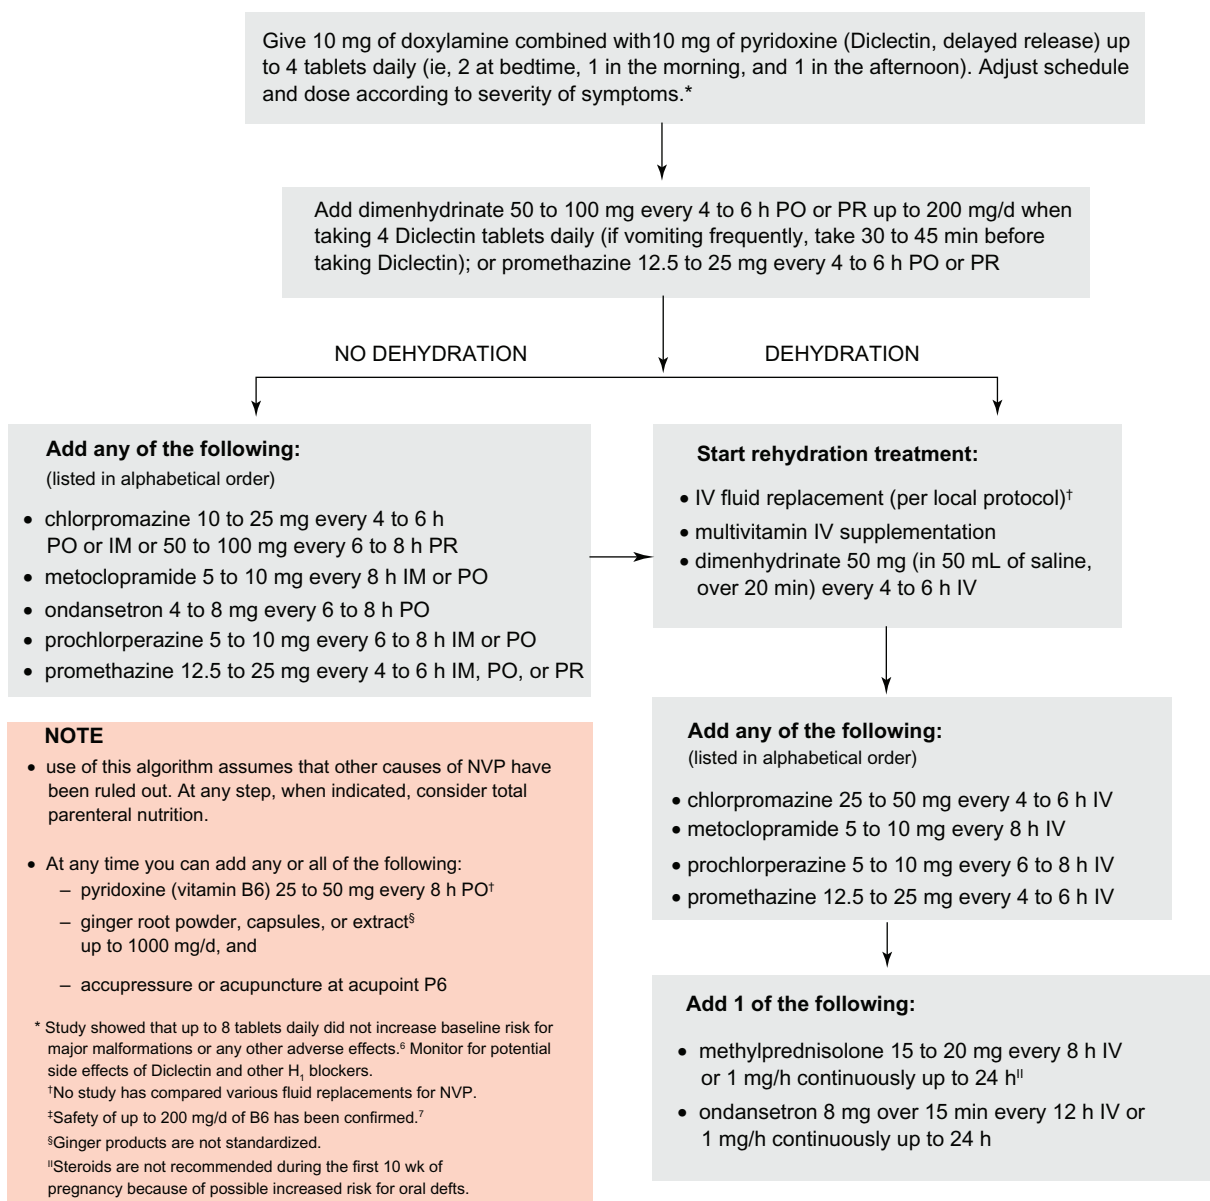 Give 10 mg of doxylamine combined with10 mg of pyridoxine (Diclectin, delayed release) up
to 4 tablets daily (ie, 2 at bedtime, 1 in the morning, and 1 in the afternoon). Adjust schedule
and dose according to severity of symptoms.*
Add dimenhydrinate 50 to 100 mg every 4 to 6 h PO or PR up to 200 mg/d when
taking 4 Diclectin tablets daily (if vomiting frequently, take 30 to 45 min before
taking Diclectin); or promethazine 12.5 to 25 mg every 4 to 6 h PO or PR
NO DEHYDRATION
DEHYDRATION
Add any of the following:
(listed in alphabetical order)
• chlorpromazine 10 to 25 mg every 4 to 6 h
PO or IM or 50 to 100 mg every 6 to 8 h PR
• metoclopramide 5 to 10 mg every 8 h IM or PO
• ondansetron 4 to 8 mg every 6 to 8 h PO
• prochlorperazine 5 to 10 mg every 6 to 8 h IM or PO
• promethazine 12.5 to 25 mg every 4 to 6 h IM, PO, or PR
Start rehydration treatment:
• IV fluid replacement (per local protocol)†
• multivitamin IV supplementation
• dimenhydrinate 50 mg (in 50 mL of saline,
over 20 min) every 4 to 6 h IV
Add any of the following:
(listed in alphabetical order)
• chlorpromazine 25 to 50 mg every 4 to 6 h IV
• metoclopramide 5 to 10 mg every 8 h IV
• prochlorperazine 5 to 10 mg every 6 to 8 h IV
• promethazine 12.5 to 25 mg every 4 to 6 h IV
Add 1 of the following:
• methylprednisolone 15 to 20 mg every 8 h IV
or 1 mg/h continuously up to 24 h||
• ondansetron 8 mg over 15 min every 12 h IV or
1 mg/h continuously up to 24 h
NOTE
• use of this algorithm assumes that other causes of NVP have
been ruled out. At any step, when indicated, consider total
parenteral nutrition.
• At any time you can add any or all of the following:
– pyridoxine (vitamin B6) 25 to 50 mg every 8 h PO†
– ginger root powder, capsules, or extract§
up to 1000 mg/d, and
– accupressure or acupuncture at acupoint P6
* Study showed that up to 8 tablets daily did not increase baseline risk for
major malformations or any other adverse effects.⁶ Monitor for potential
side effects of Diclectin and other H₁ blockers.
†No study has compared various fluid replacements for NVP.
‡Safety of up to 200 mg/d of B6 has been confirmed.⁷
§Ginger products are not standardized.
||Steroids are not recommended during the first 10 wk of
pregnancy because of possible increased risk for oral defts.